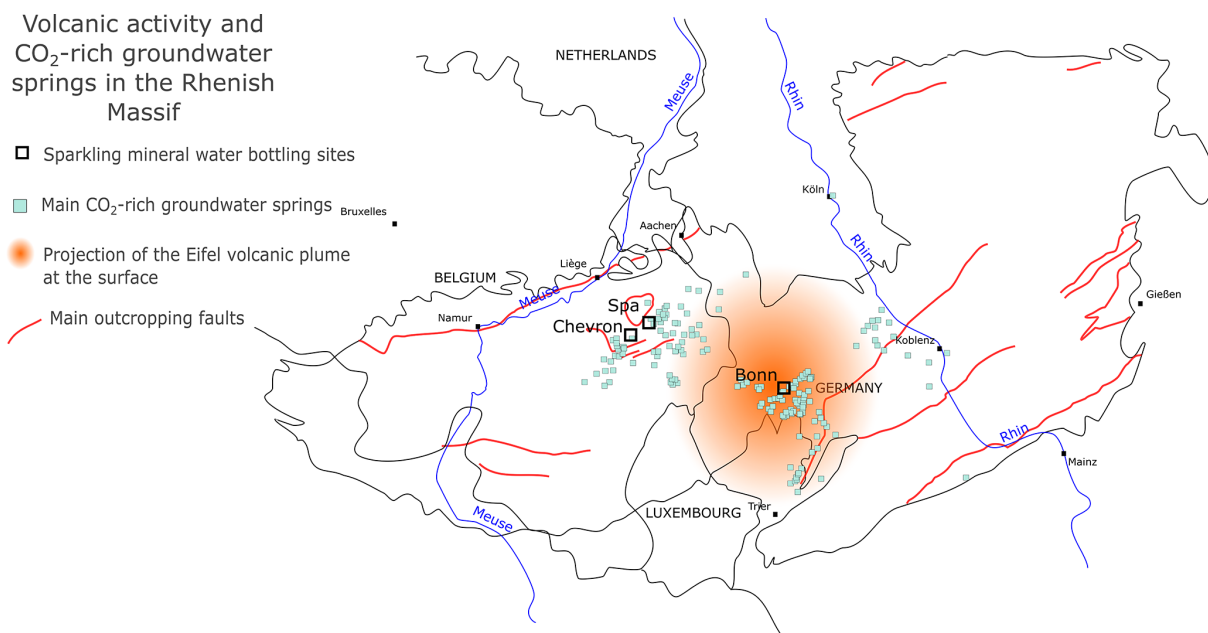 Volcanic activity and
CO₂-rich groundwater
springs in the Rhenish
Massif
Sparkling mineral water bottling sites
Main CO₂-rich groundwater springs
Projection of the Eifel volcanic plume
at the surface
Main outcropping faults
NETHERLANDS
Meuse
Rhin
Köln
Bruxelles
Aachen
Rhin
Liège
BELGIUM
Meuse
Gießen
Spa
Namur
Chevron
Koblenz
Bonn
GERMANY
Rhin
Mainz
Trier
LUXEMBOURG
Meuse